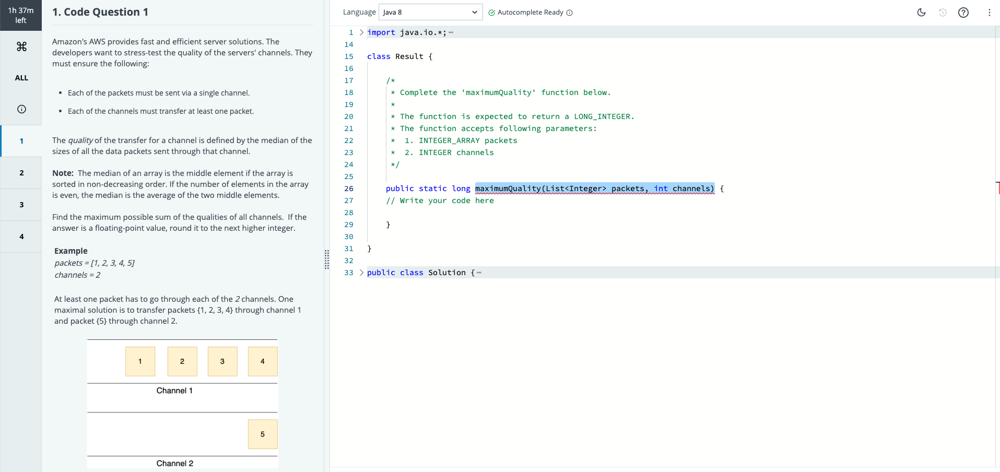 1h 37m
left
ALL
1
2
3
4
1. Code Question 1
Amazon's AWS provides fast and efficient server solutions. The
developers want to stress-test the quality of the servers' channels. They
must ensure the following:
• Each of the packets must be sent via a single channel.
• Each of the channels must transfer at least one packet.
The quality of the transfer for a channel is defined by the median of the
sizes of all the data packets sent through that channel.
Note: The median of an array is the middle element if the array is
sorted in non-decreasing order. If the number of elements in the array
is even, the median is the average of the two middle elements.
Find the maximum possible sum of the qualities of all channels. If the
answer is a floating-point value, round it to the next higher integer.
Example
packets = [1, 2, 3, 4, 5]
channels = 2
At least one packet has to go through each of the 2 channels. One
maximal solution is to transfer packets {1, 2, 3, 4} through channel 1
and packet {5} through channel 2.
1 2 3 4
Channel 1
5
Channel 2
Language Java 8 Autocomplete Ready
1 import java.io.*;
14
15 class Result {
16
17 /*
18 * Complete the 'maximumQuality' function below.
19 *
20 * The function is expected to return a LONG_INTEGER.
21 * The function accepts following parameters:
22 * 1. INTEGER_ARRAY packets
23 * 2. INTEGER channels
24 */
25
26 public static long maximumQuality(List<Integer> packets, int channels) {
27 // Write your code here
28
29 }
30
31 }
32
33 public class Solution {